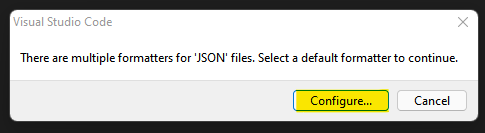 Visual Studio Code
There are multiple formatters for 'JSON' files. Select a default formatter to continue.
Configure... Cancel